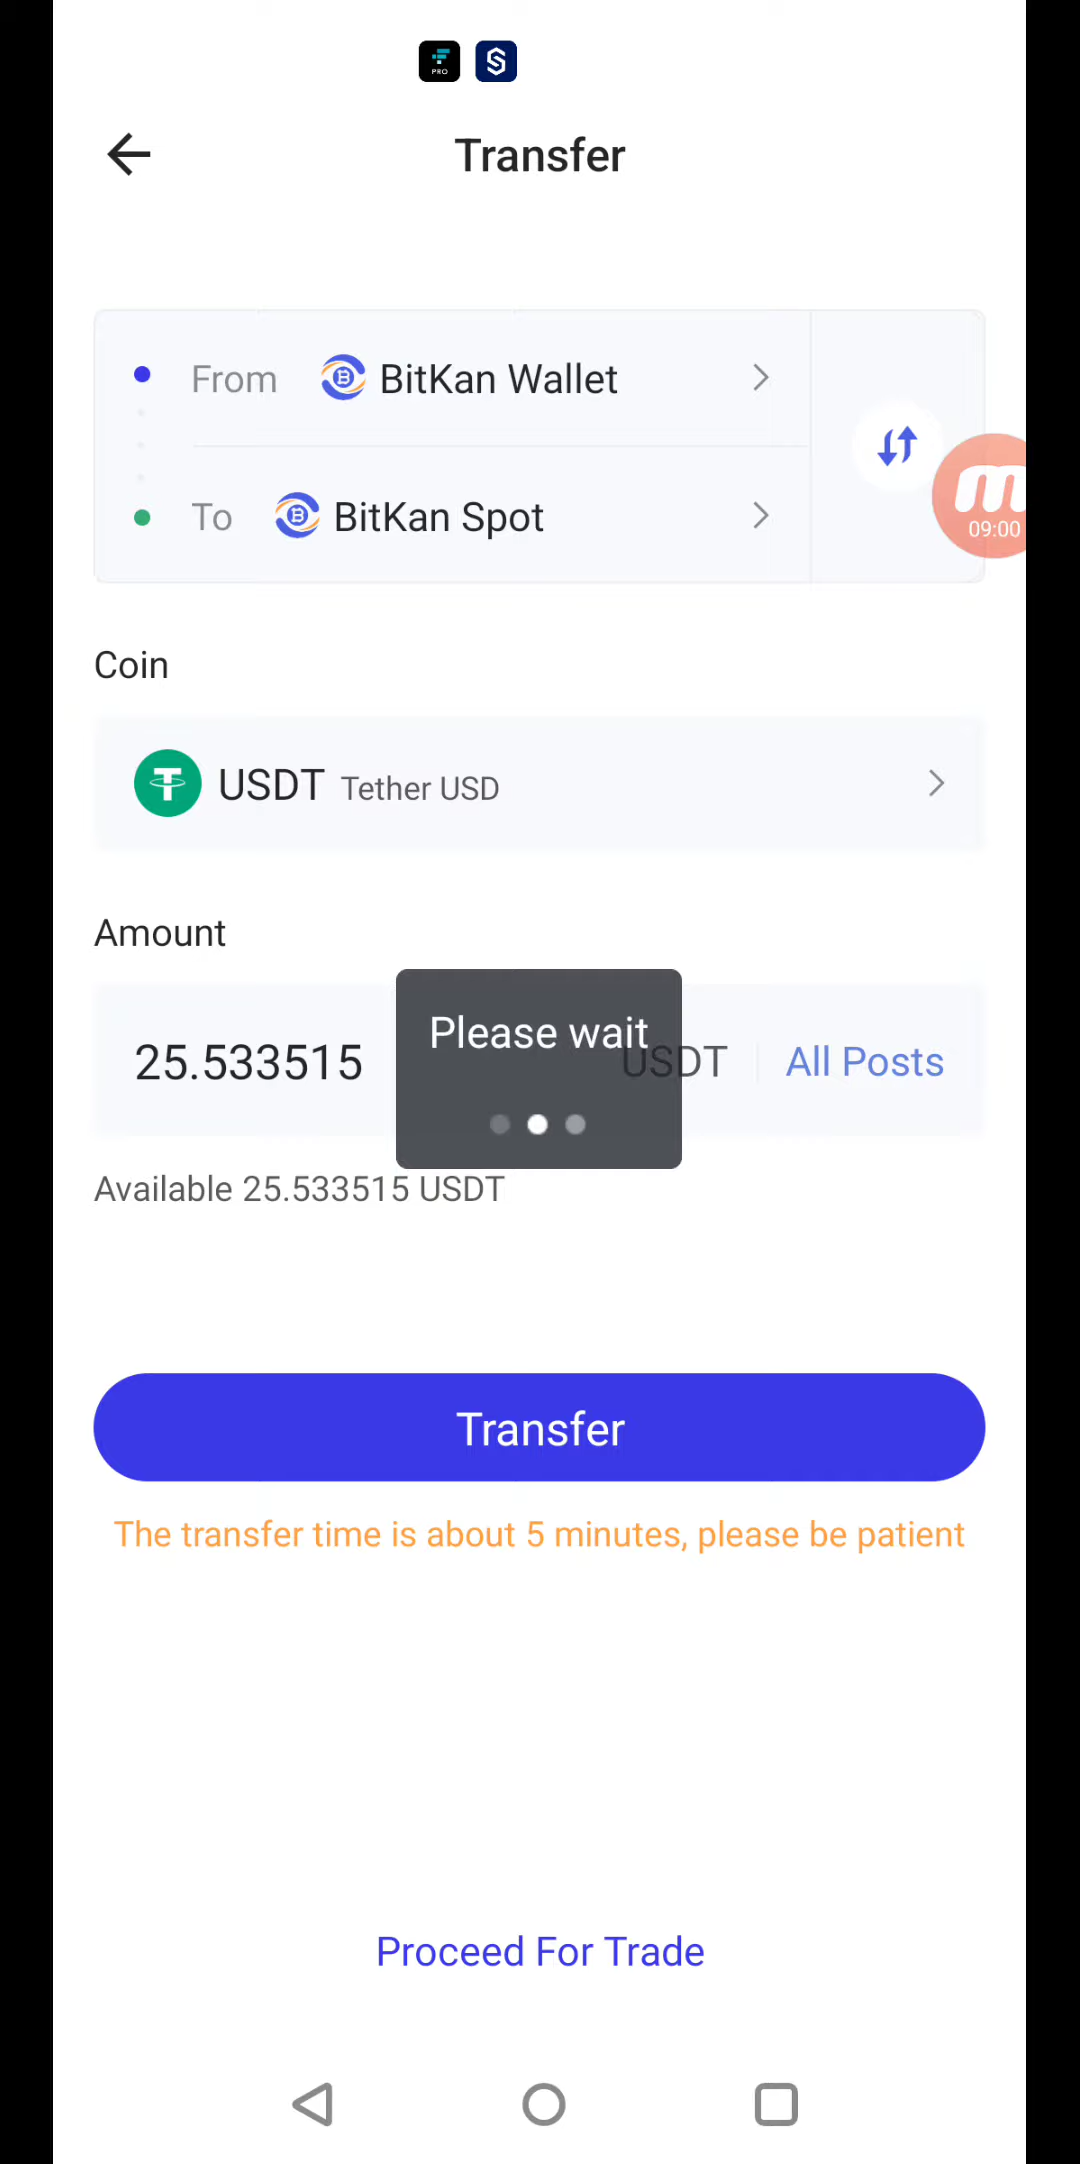 PRO
Transfer
From BitKan Wallet
To BitKan Spot
09:00
Coin
USDT Tether USD
Amount
25.533515 USDT All Posts
Please wait
Available 25.533515 USDT
Transfer
The transfer time is about 5 minutes, please be patient
Proceed For Trade